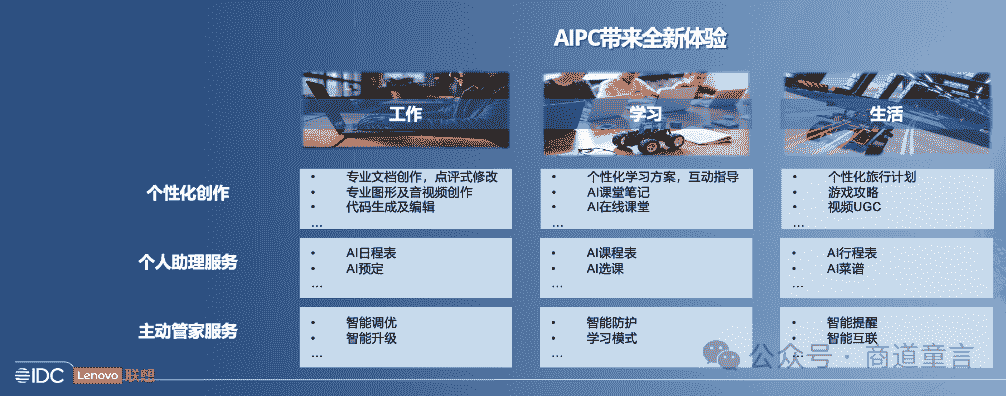 AIPC带来全新体验
工作
学习
生活
个性化创作
• 专业文档创作，点评式修改
• 专业图形及音视频创作
• 代码生成及编辑
...
• 个性化学习方案，互动指导
• AI课堂笔记
• AI在线课堂
...
• 个性化旅行计划
• 游戏攻略
• 视频UGC
...
个人助理服务
• AI日程表
• AI预定
...
• AI课程表
• AI选课
...
• AI行程表
• AI菜谱
...
主动管家服务
• 智能调优
• 智能升级
...
• 智能防护
• 学习模式
...
• 智能提醒
• 智能互联
...
IDC
Lenovo联想
公众号·商道童言